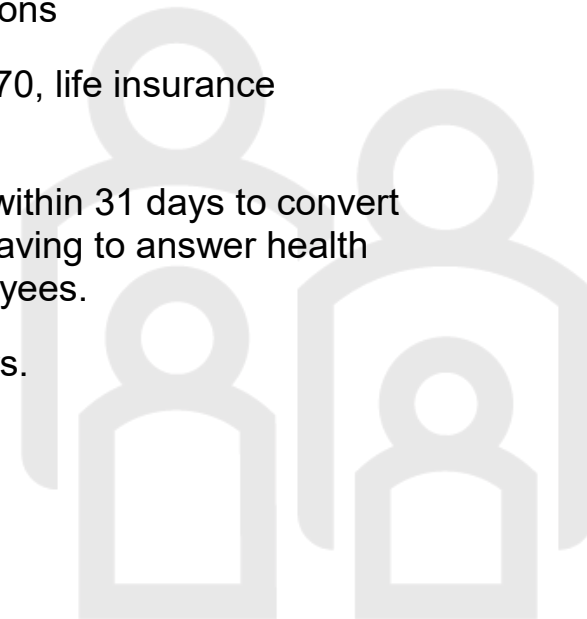 ons
70, life insurance
within 31 days to convert
aving to answer health
yees.
s.